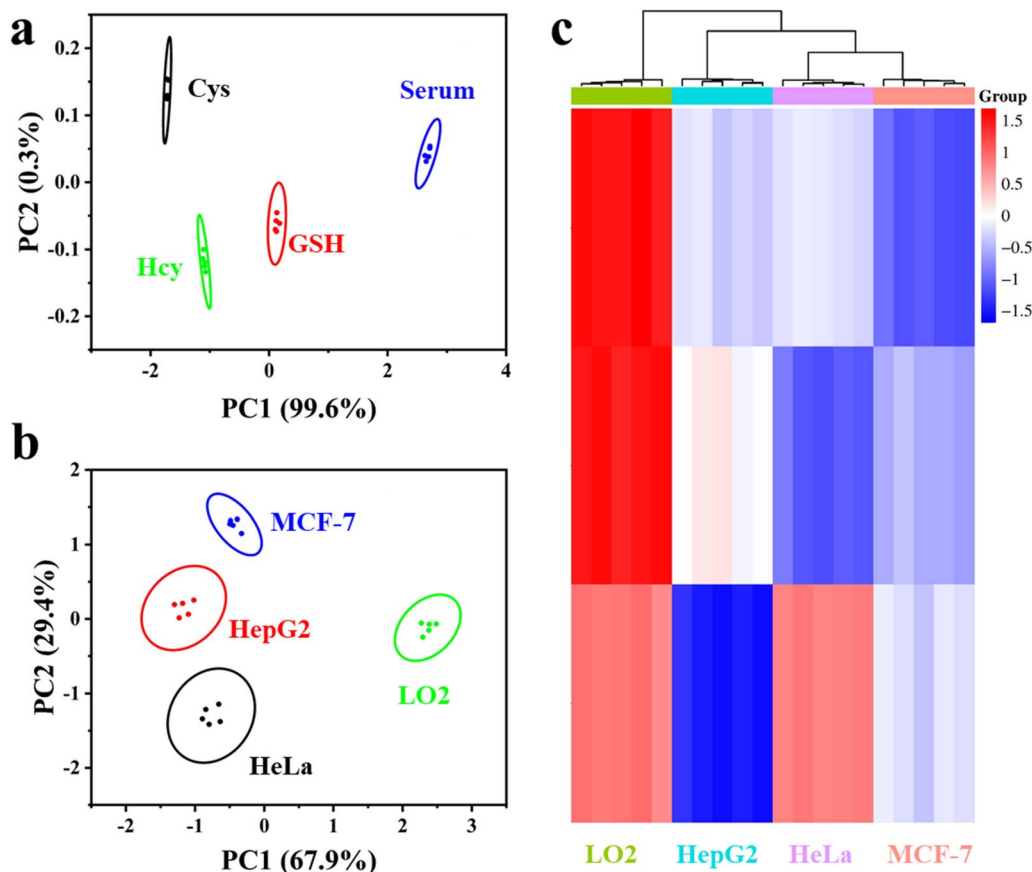 a
0.2
0.1
0.0
-0.1
-0.2
PC2 (0.3%)
Cys
Serum
GSH
Hcy
-2
0
2
4
PC1 (99.6%)
b
2
1
0
-1
-2
PC2 (29.4%)
MCF-7
HepG2
LO2
HeLa
-2
-1
0
1
2
3
PC1 (67.9%)
c
Group
1.5
1
0.5
0
−0.5
−1
−1.5
LO2
HepG2
HeLa
MCF-7